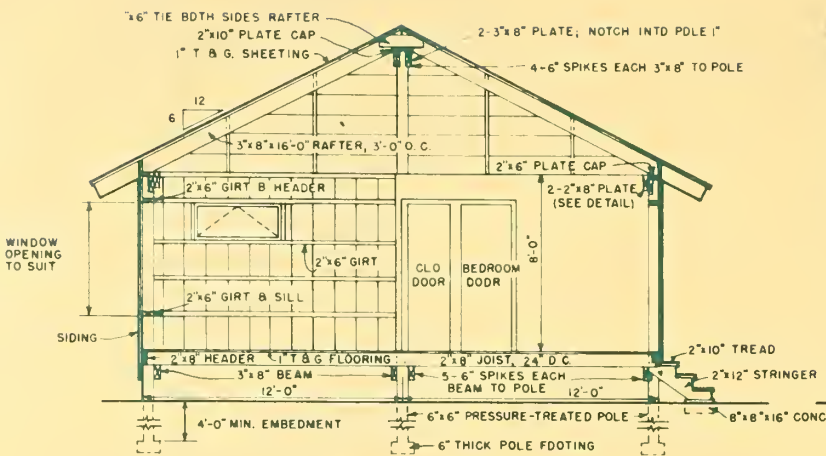 "x6" TIE BOTH SIDES RAFTER
2"x10" PLATE CAP
1" T & G. SHEETING
2-3"x8" PLATE; NOTCH INTO POLE 1"
4-6" SPIKES EACH 3"x8" TO POLE
12
6
3"x8"x16'-0" RAFTER, 3'-0" O.C.
2"x6" PLATE CAP
2"x6" GIRT & HEADER
2-2"x8" PLATE
(SEE DETAIL)
WINDOW
OPENING
TO SUIT
8'-0"
CLO
DOOR
BEDROOM
DOOR
2"x6" GIRT
2"x6" GIRT & SILL
SIDING
2"x8" HEADER
1" T & G FLOORING
2"x8" JOIST, 24" O.C.
2"x10" TREAD
3"x8" BEAM
5-6" SPIKES EACH
BEAM TO POLE
2"x12" STRINGER
12'-0"
12'-0"
4'-0" MIN. EMBEDMENT
6"x6" PRESSURE-TREATED POLE
8"x8"x16" CONC
6" THICK POLE FOOTING